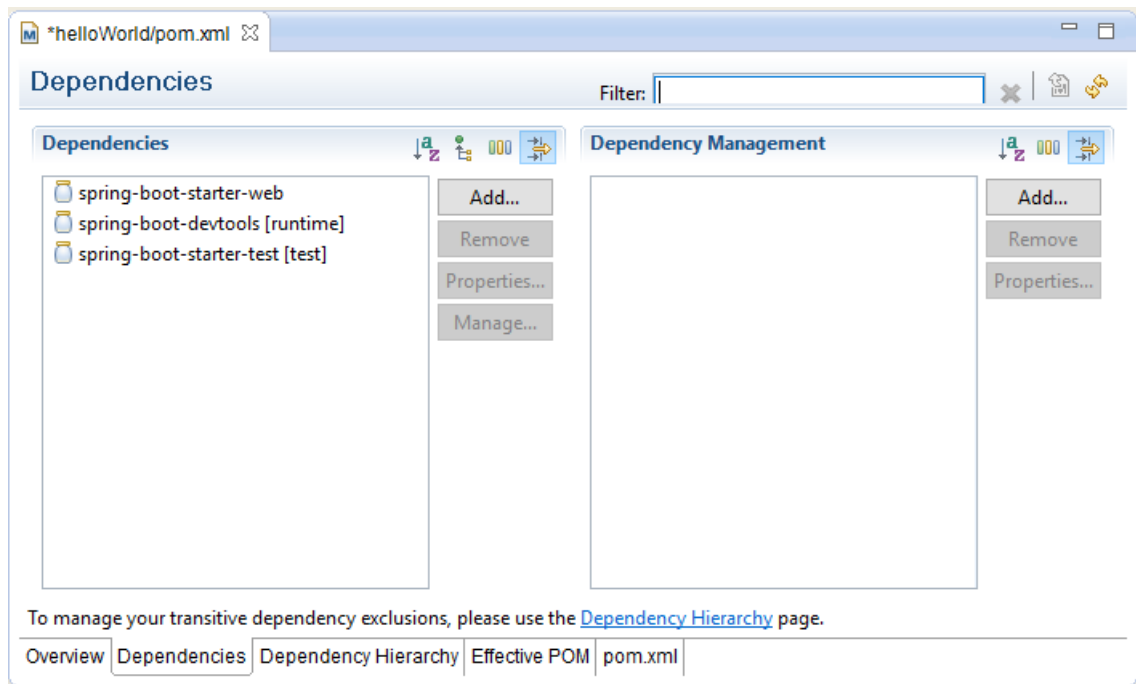 *helloWorld/pom.xml
Dependencies
Filter:
Dependencies
spring-boot-starter-web
spring-boot-devtools [runtime]
spring-boot-starter-test [test]
Add...
Remove
Properties...
Manage...
Dependency Management
Add...
Remove
Properties...
To manage your transitive dependency exclusions, please use the Dependency Hierarchy page.
Overview Dependencies Dependency Hierarchy Effective POM pom.xml